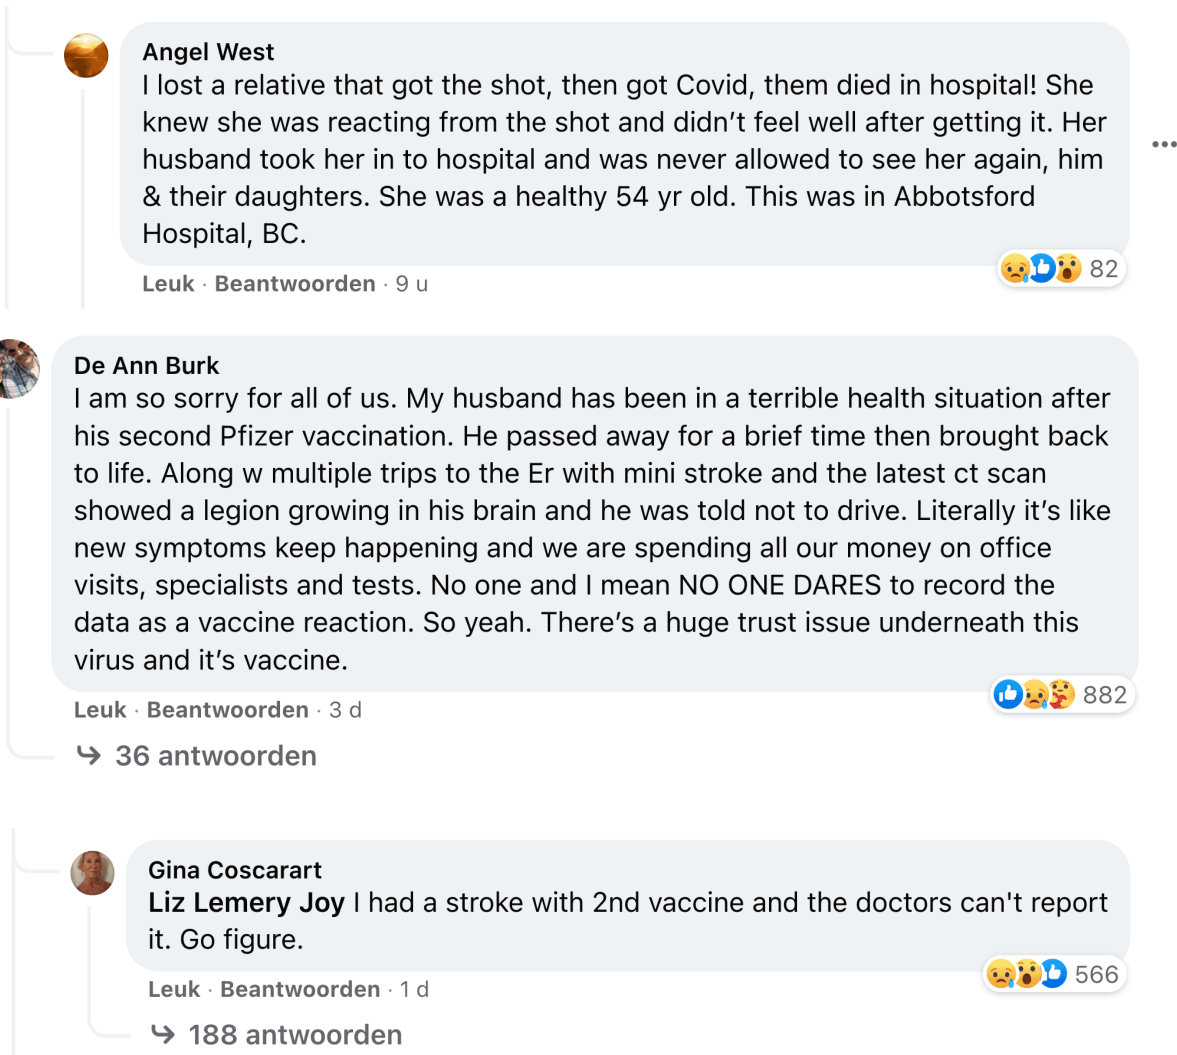 Angel West
I lost a relative that got the shot, then got Covid, them died in hospital! She
knew she was reacting from the shot and didn’t feel well after getting it. Her
husband took her in to hospital and was never allowed to see her again, him
& their daughters. She was a healthy 54 yr old. This was in Abbotsford
Hospital, BC.
82
Leuk · Beantwoorden · 9 u
De Ann Burk
I am so sorry for all of us. My husband has been in a terrible health situation after
his second Pfizer vaccination. He passed away for a brief time then brought back
to life. Along w multiple trips to the Er with mini stroke and the latest ct scan
showed a legion growing in his brain and he was told not to drive. Literally it’s like
new symptoms keep happening and we are spending all our money on office
visits, specialists and tests. No one and I mean NO ONE DARES to record the
data as a vaccine reaction. So yeah. There’s a huge trust issue underneath this
virus and it’s vaccine.
882
Leuk · Beantwoorden · 3 d
36 antwoorden
Gina Coscarart
Liz Lemery Joy I had a stroke with 2nd vaccine and the doctors can't report
it. Go figure.
566
Leuk · Beantwoorden · 1 d
188 antwoorden